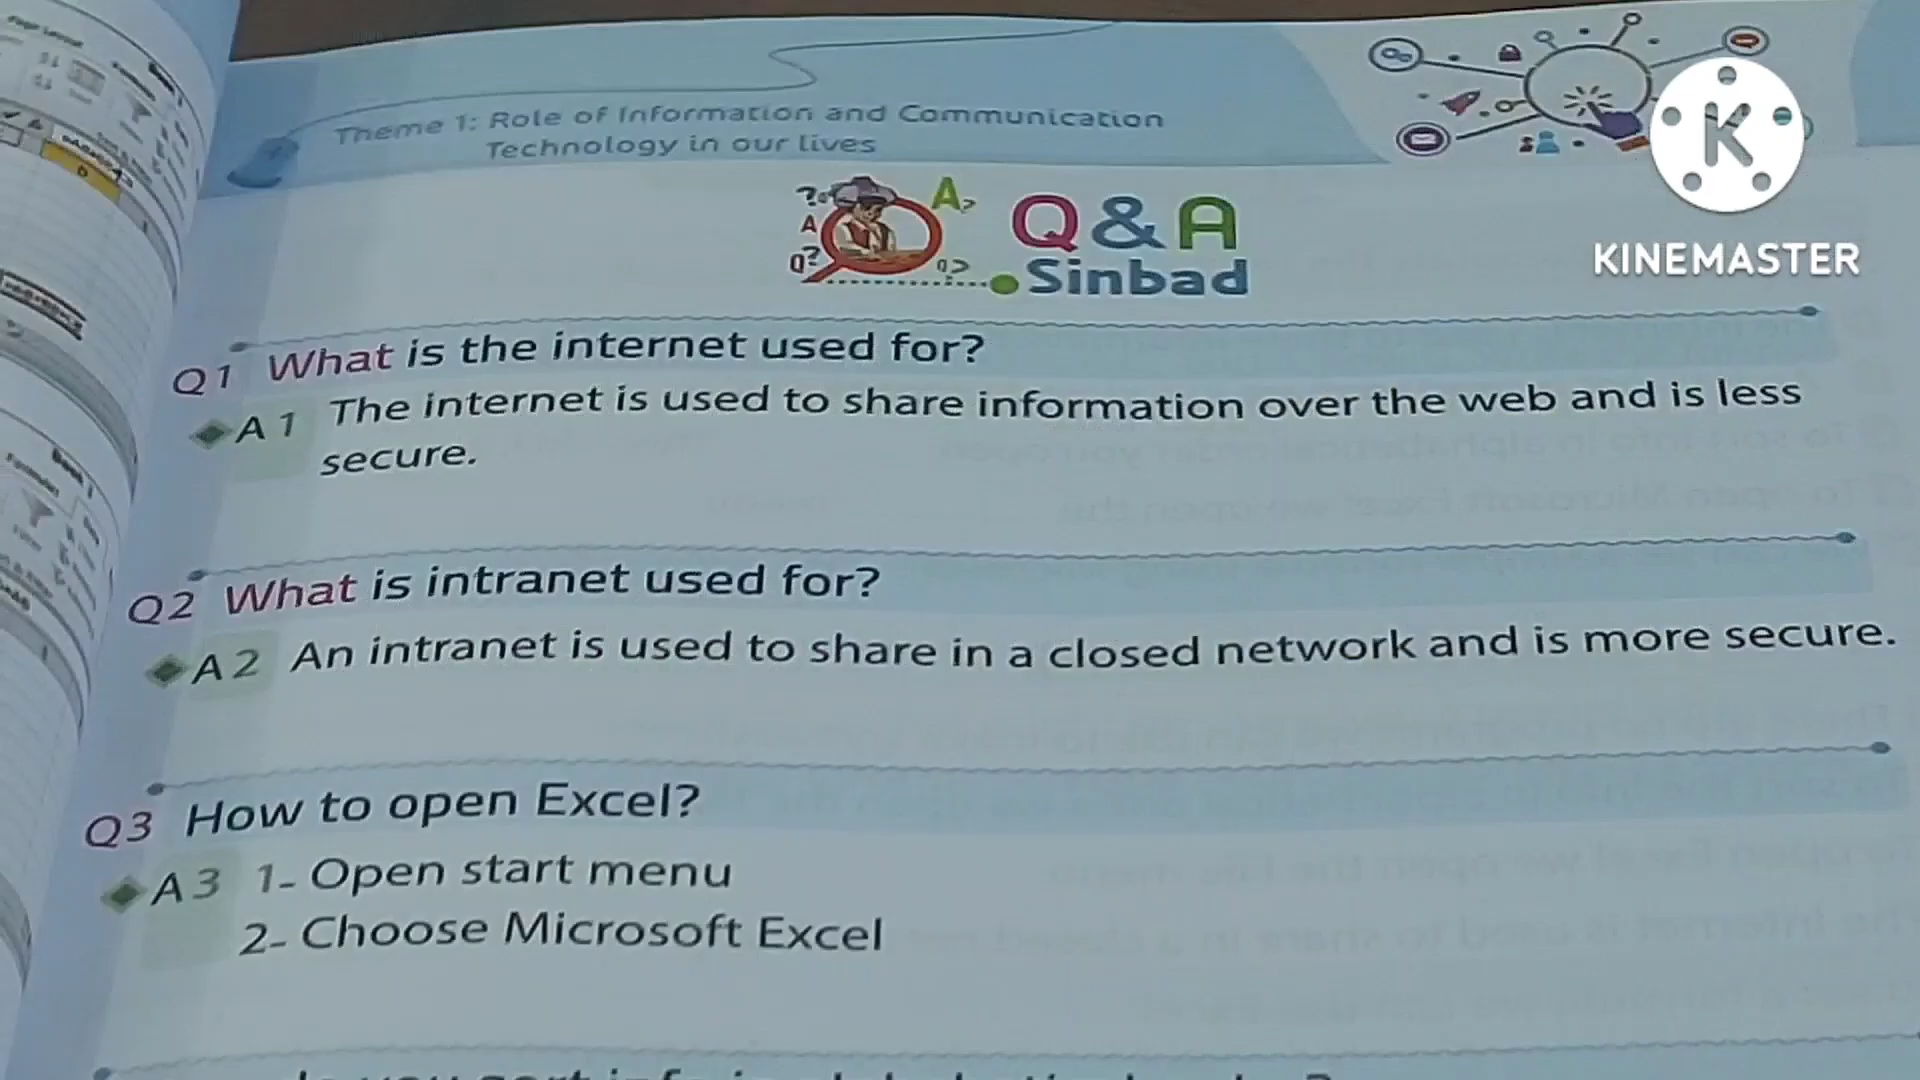 Theme 1: Role of Information and Communication
Technology in our lives
Q & A
Sinbad
KINEMASTER
Q1 What is the internet used for?
A1 The internet is used to share information over the web and is less
secure.
Q2 What is intranet used for?
A2 An intranet is used to share in a closed network and is more secure.
Q3 How to open Excel?
A3 1- Open start menu
2- Choose Microsoft Excel